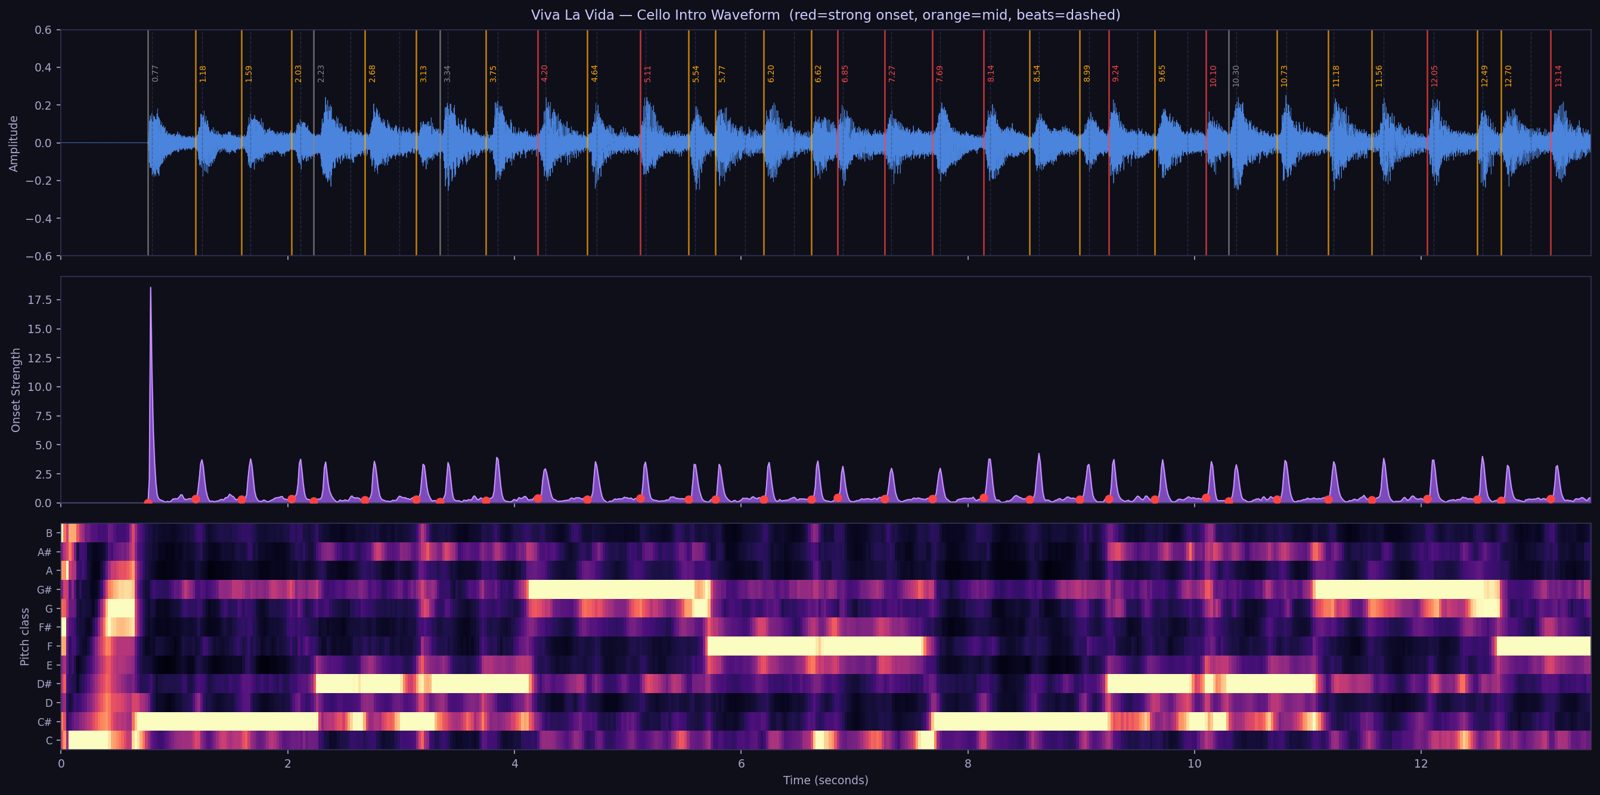 Viva La Vida — Cello Intro Waveform  (red=strong onset, orange=mid, beats=dashed)
Amplitude
0.6
0.4
0.2
0.0
−0.2
−0.4
−0.6
0.77
1.18
1.59
2.03
2.23
2.68
3.13
3.34
3.75
4.20
4.64
5.11
5.54
5.77
6.20
6.62
6.85
7.27
7.69
8.14
8.54
8.99
9.24
9.65
10.10
10.30
10.73
11.18
11.56
12.05
12.49
12.70
13.14
Onset Strength
17.5
15.0
12.5
10.0
7.5
5.0
2.5
0.0
Pitch class
B
A#
A
G#
G
F#
F
E
D#
D
C#
C
0 2 4 6 8 10 12
Time (seconds)